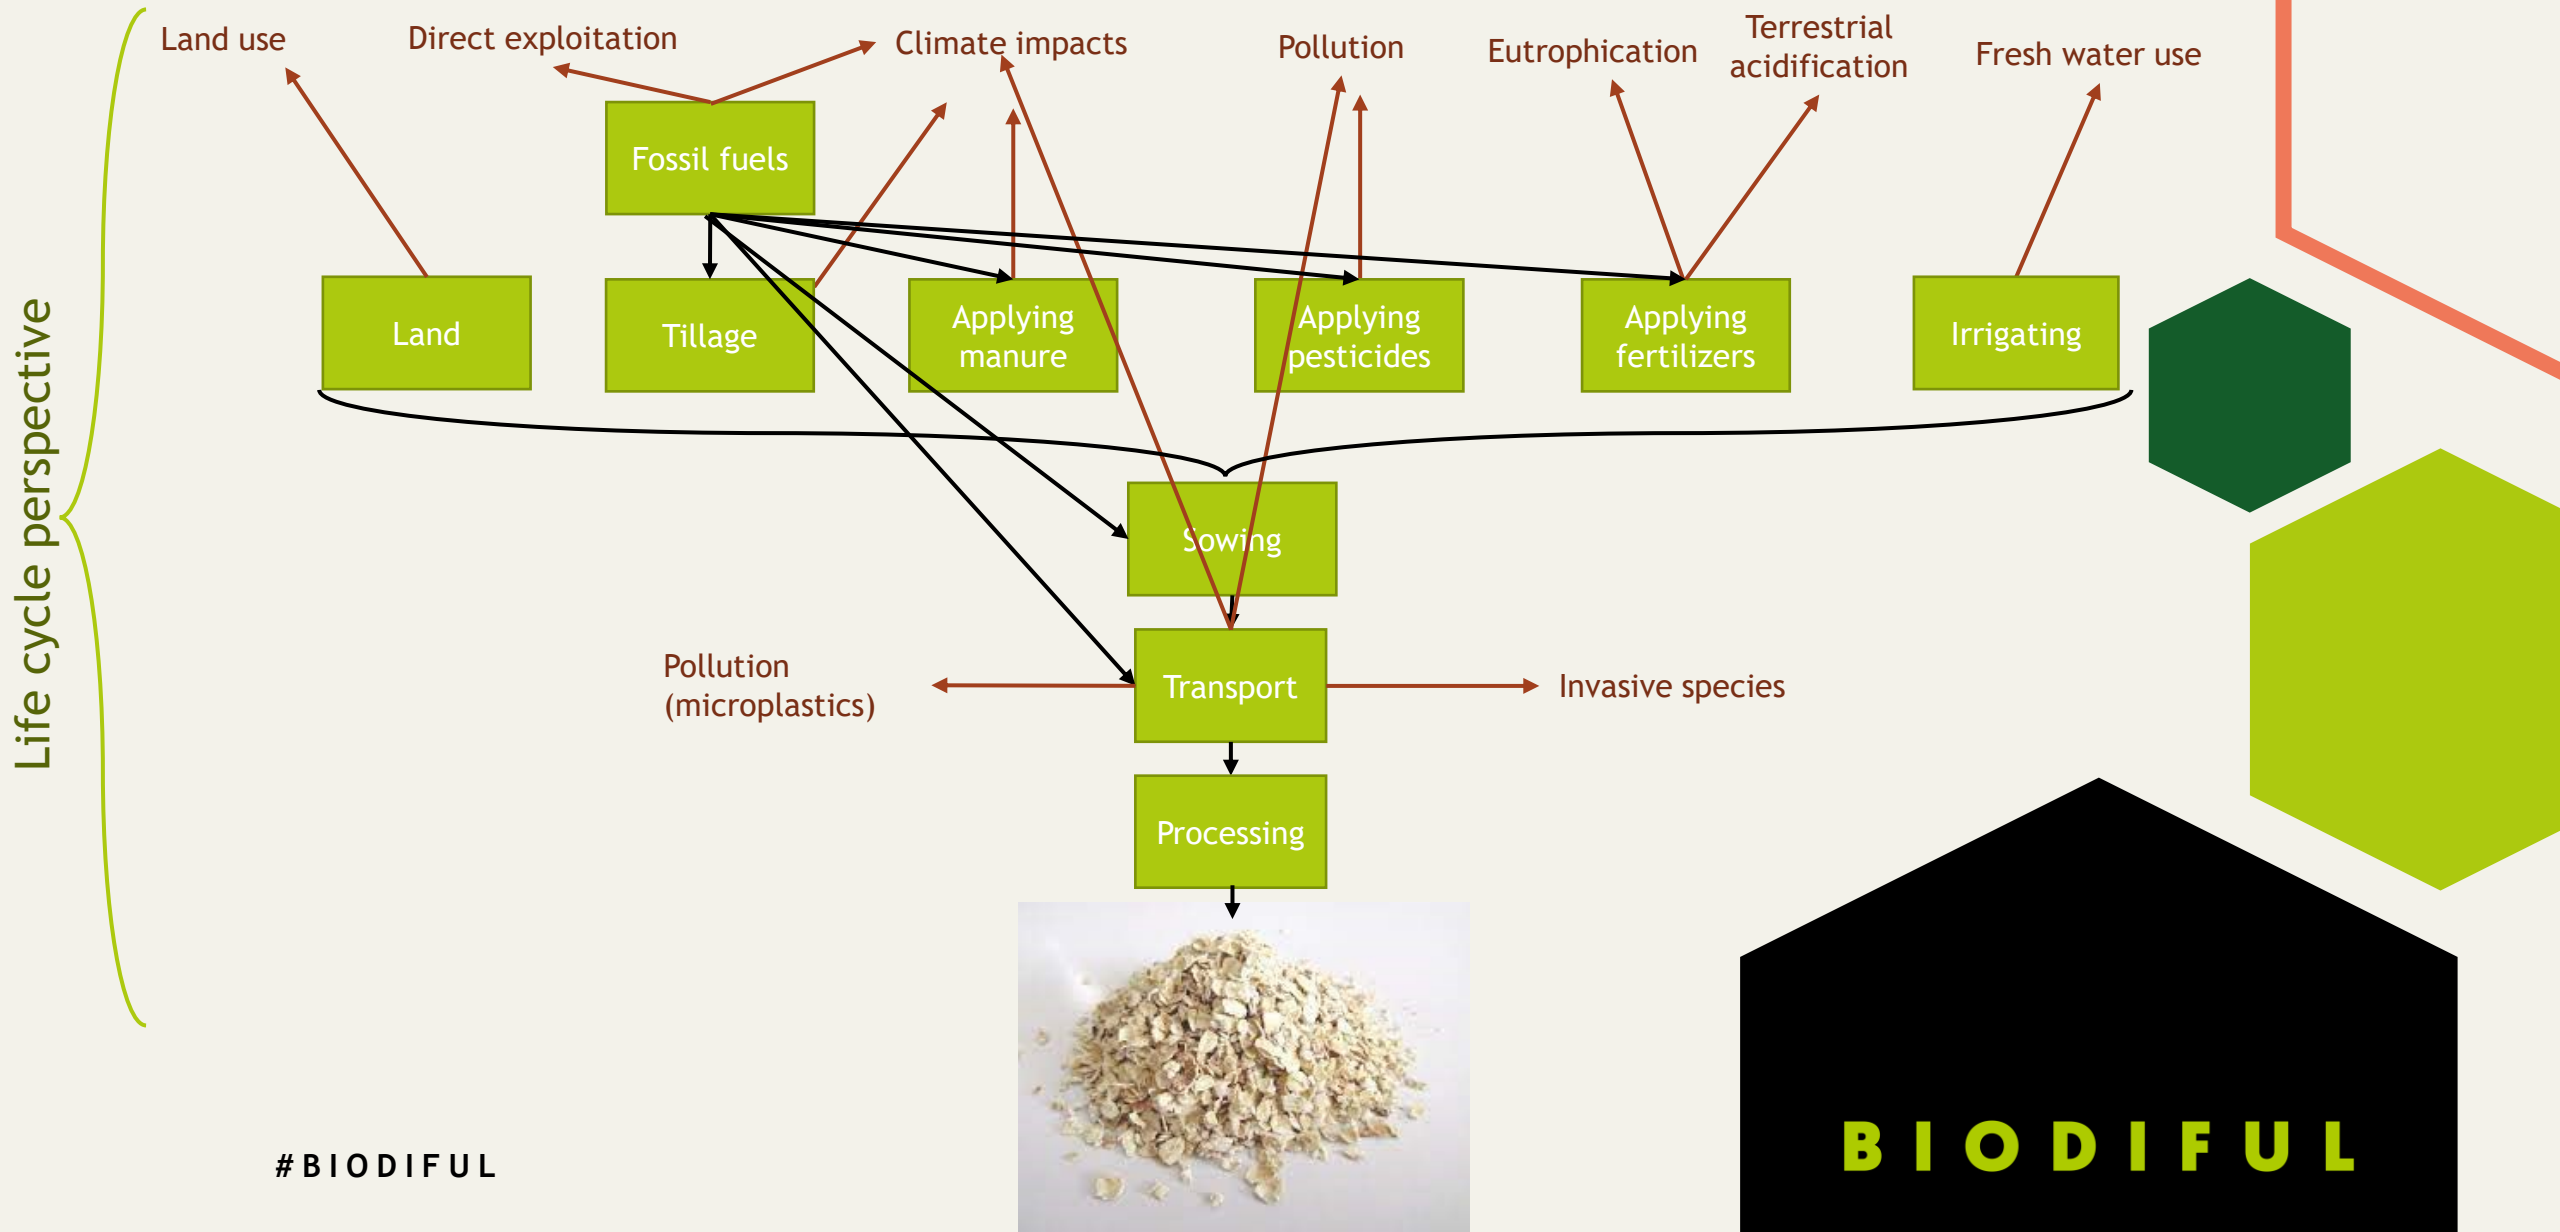 Life cycle perspective
Land use
Direct exploitation
Climate impacts
Pollution
Eutrophication
Terrestrial
acidification
Fresh water use
Fossil fuels
Land
Tillage
Applying
manure
Applying
pesticides
Applying
fertilizers
Irrigating
Sowing
Pollution
(microplastics)
Transport
Invasive species
Processing
#BIODIFUL
BIODIFUL